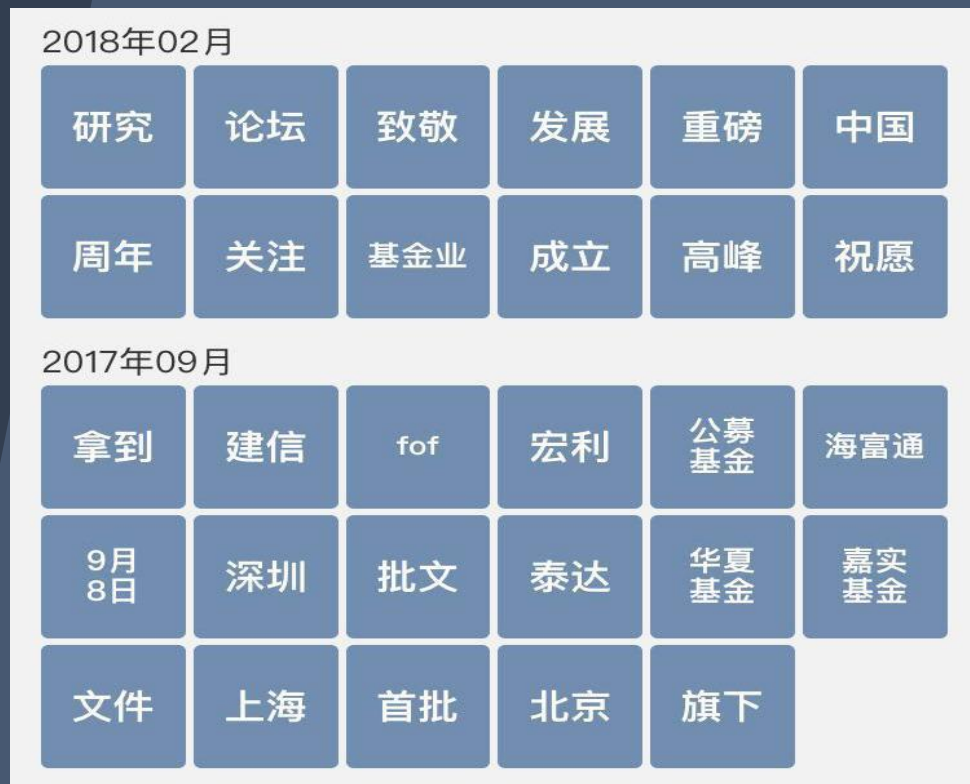 2018年02月
研究 论坛 致敬 发展 重磅 中国
周年 关注 基金业 成立 高峰 祝愿
2017年09月
拿到 建信 fof 宏利 公募
基金 海富通
9月
8日 深圳 批文 泰达 华夏
基金 嘉实
基金
文件 上海 首批 北京 旗下